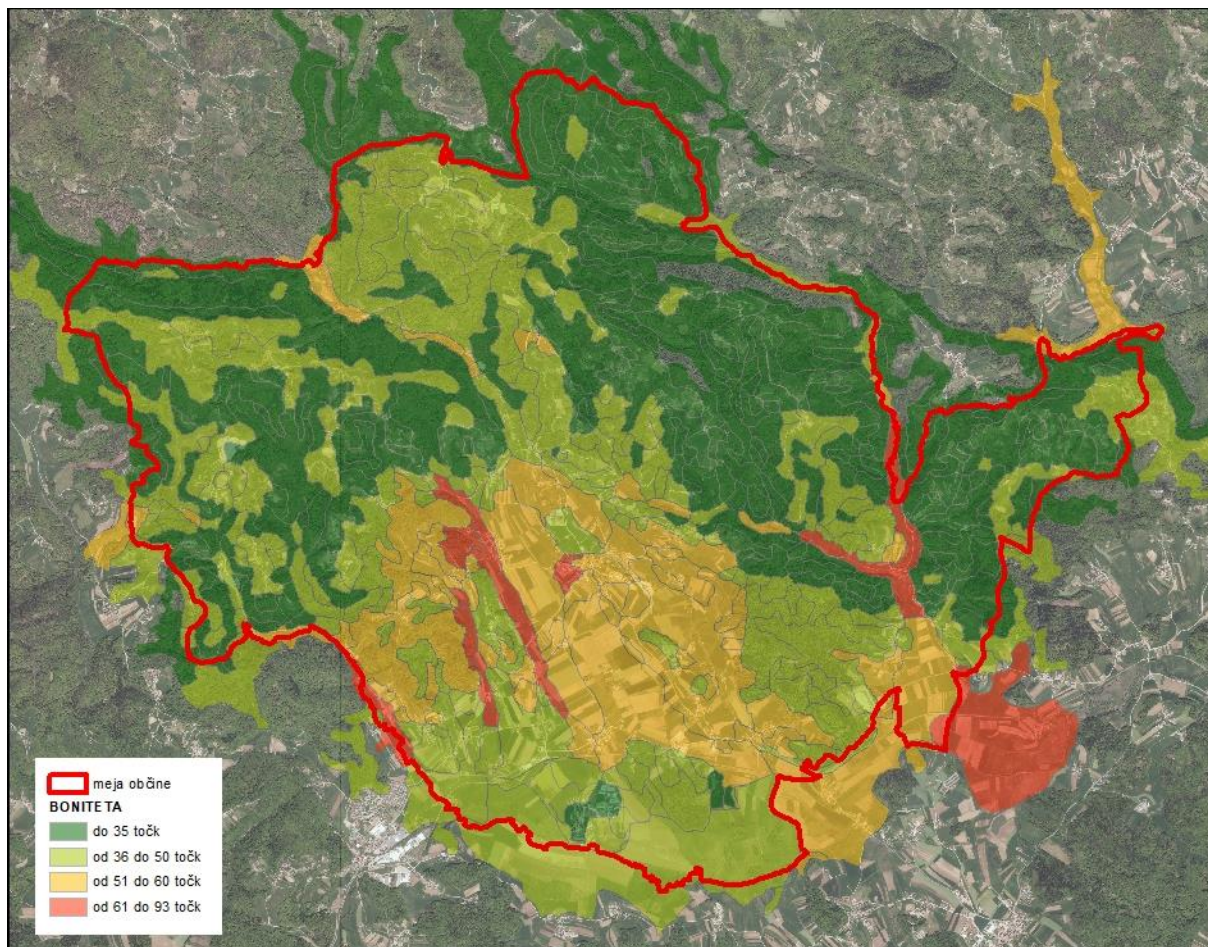 meja občine
BONITETA
do 35 točk
od 36 do 50 točk
od 51 do 60 točk
od 61 do 93 točk